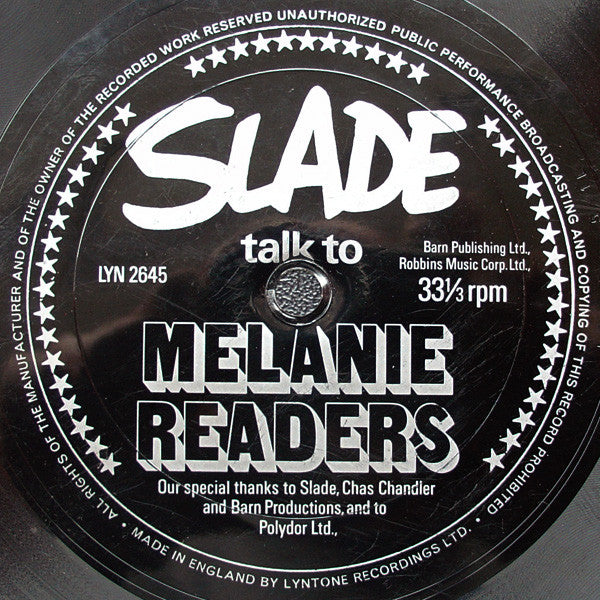 ALL RIGHTS OF THE MANUFACTURER AND OF THE OWNER OF THE RECORDED WORK RESERVED UNAUTHORIZED PUBLIC PERFORMANCE BROADCASTING AND COPYING OF THIS RECORD PROHIBITED
SLADE
talk to
LYN 2645
Barn Publishing Ltd.,
Robbins Music Corp. Ltd.,
33⅓ rpm
MELANIE
READERS
Our special thanks to Slade, Chas Chandler
and Barn Productions, and to
Polydor Ltd.,
• MADE IN ENGLAND BY LYNTONE RECORDINGS LTD. •